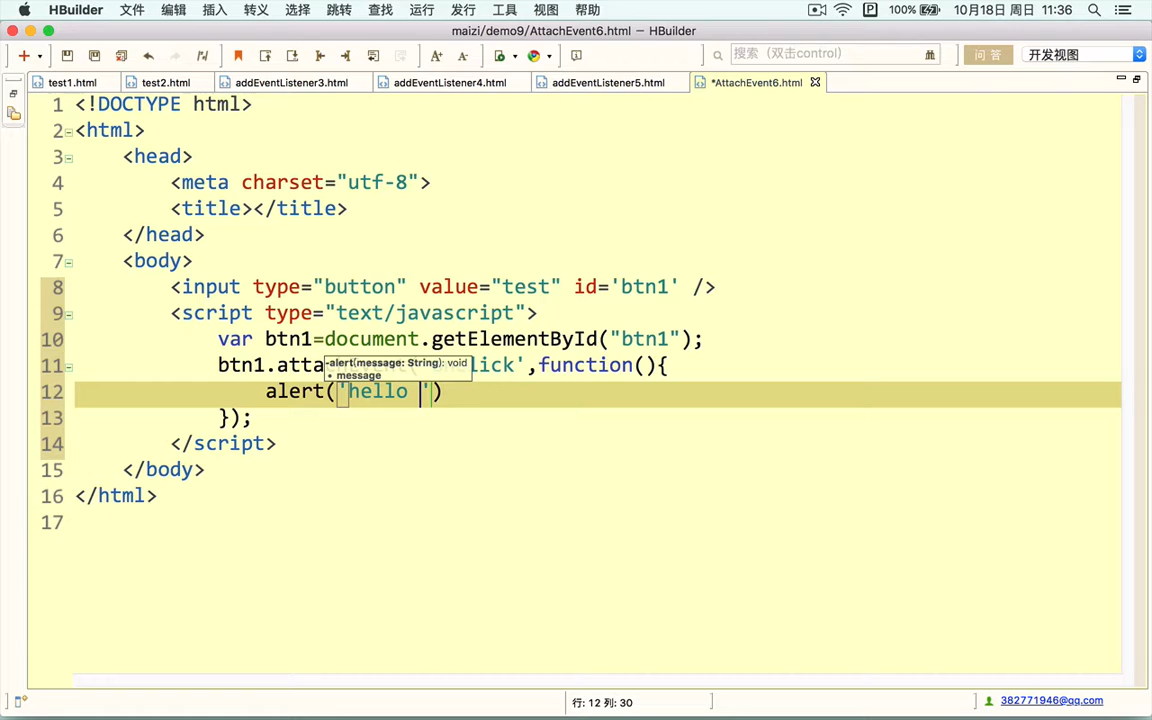 HBuilder 文件 编辑 插入 转义 选择 跳转 查找 运行 发行 工具 视图 帮助 100% 10月18日 周日 11:36
maizi/demo9/AttachEvent6.html — HBuilder
搜索（双击control） 问 答 开发视图
test1.html test2.html addEventListener3.html addEventListener4.html addEventListener5.html *AttachEvent6.html
1 <!DOCTYPE html>
2 <html>
3 <head>
4 <meta charset="utf-8">
5 <title></title>
6 </head>
7 <body>
8 <input type="button" value="test" id='btn1' />
9 <script type="text/javascript">
10 var btn1=document.getElementById("btn1");
11 btn1.atta lick',function(){
-alert(message: String): void
• message
12 alert('hello ')
13 });
14 </script>
15 </body>
16 </html>
17
行: 12 列: 30 382771946@qq.com